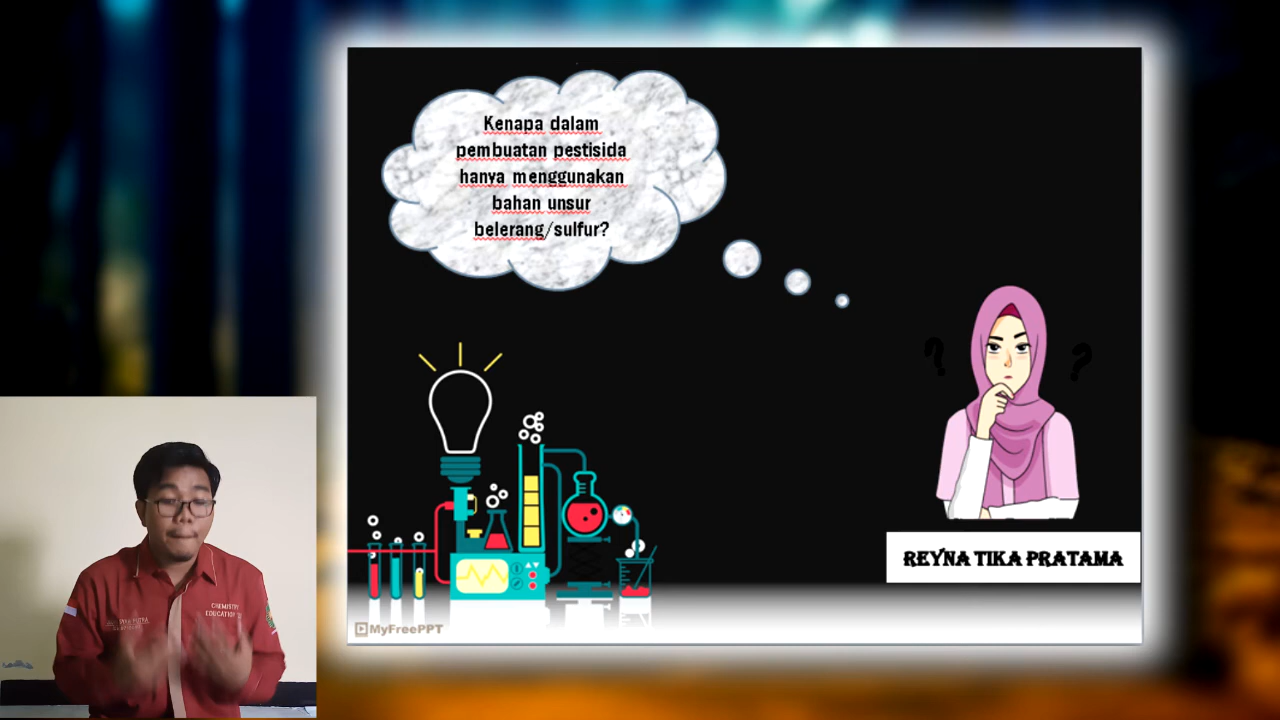 Kenapa dalam
pembuatan pestisida
hanya menggunakan
bahan unsur
belerang/sulfur?
REYNA TIKA PRATAMA
MyFreePPT
CHEMISTRY
EDUCATION